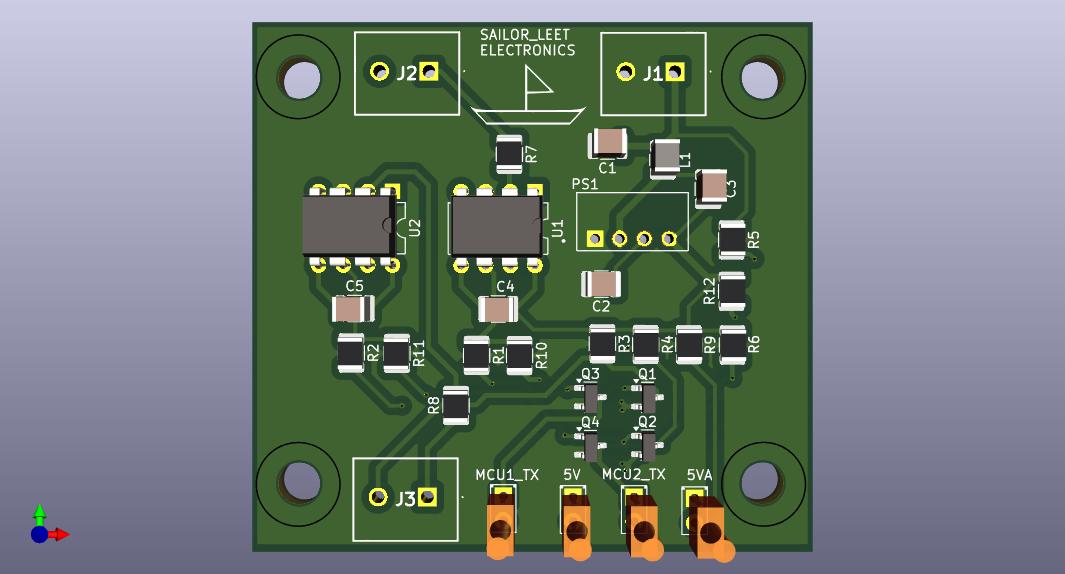 SAILOR_LEET
ELECTRONICS
J2
J1
R7
C1
L1
PS1
C3
U2
U1
R5
C5
C4
C2
R12
R2
R11
R1
R10
R3
R4
R9
R6
Q3
Q1
R8
Q4
Q2
MCU1_TX
5V
MCU2_TX
5VA
J3